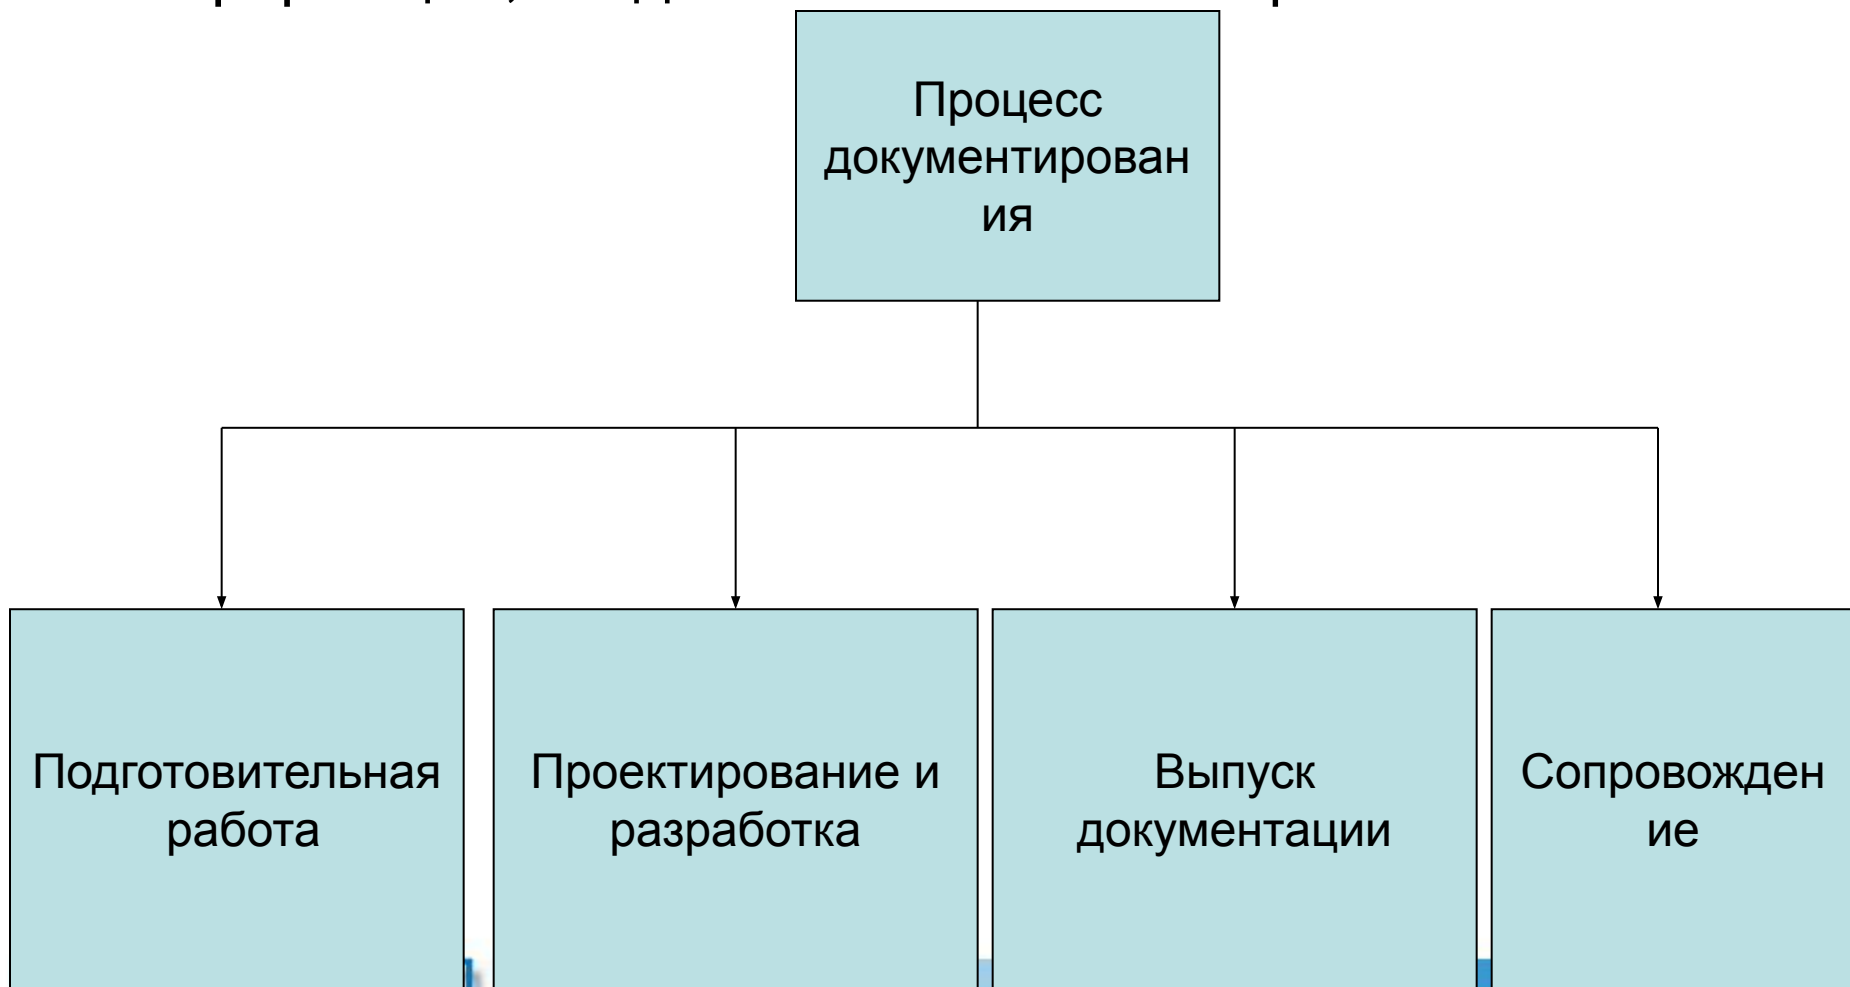 Процесс
документирован
ия
Подготовительная
работа
Проектирование и
разработка
Выпуск
документации
Сопровожден
ие